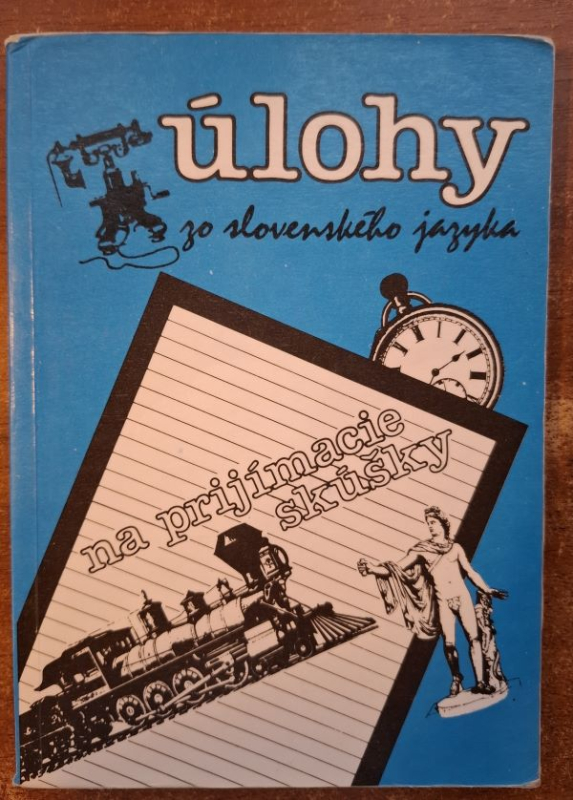 úlohy
zo slovenského jazyka
na prijímacie
skúšky